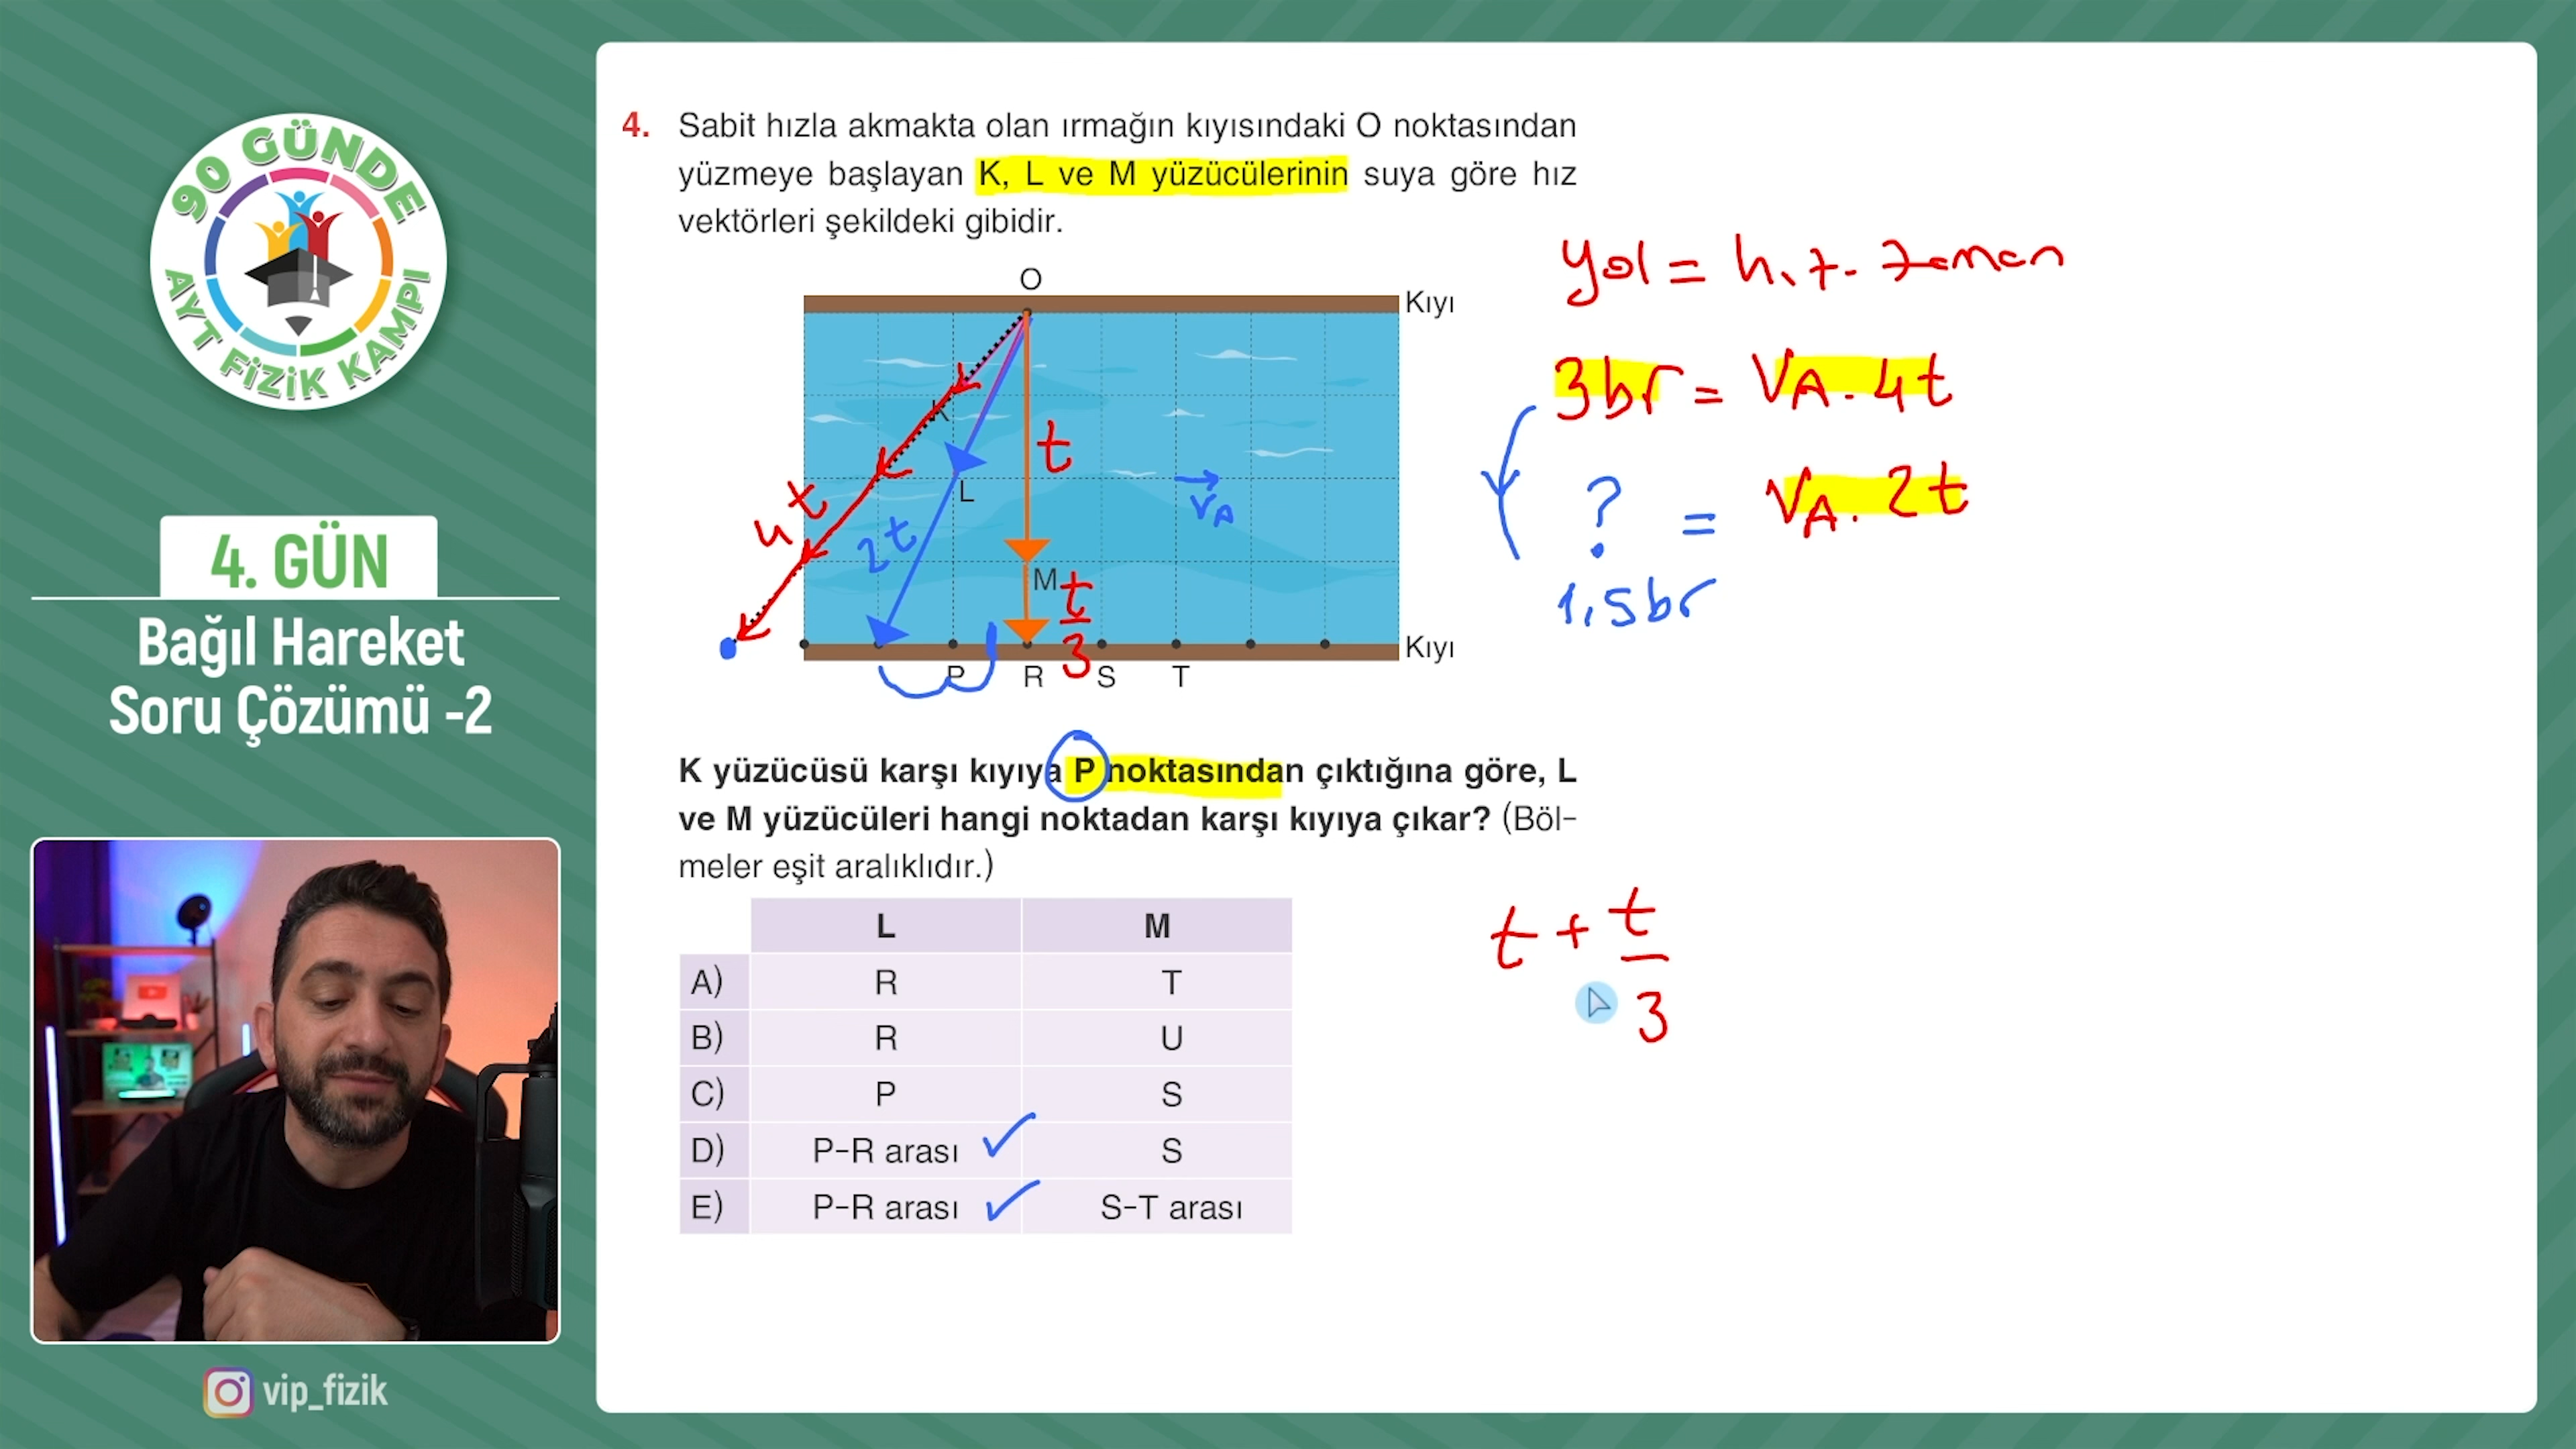 90 GÜNDE
AYT FİZİK KAMPI
4. GÜN
Bağıl Hareket
Soru Çözümü -2
vip_fizik
4. Sabit hızla akmakta olan ırmağın kıyısındaki O noktasından
yüzmeye başlayan K, L ve M yüzücülerinin suya göre hız
vektörleri şekildeki gibidir.
O
Kıyı
K
t
L
4t
2t
VA
M
t/3
Kıyı
P R S T
yol = hız. zaman
3br = VA. 4t
? = VA. 2t
1,5br
K yüzücüsü karşı kıyıya P noktasından çıktığına göre, L
ve M yüzücüleri hangi noktadan karşı kıyıya çıkar? (Böl-
meler eşit aralıklıdır.)
L M
A) R T
B) R U
C) P S
D) P-R arası S
E) P-R arası S-T arası
t + t/3